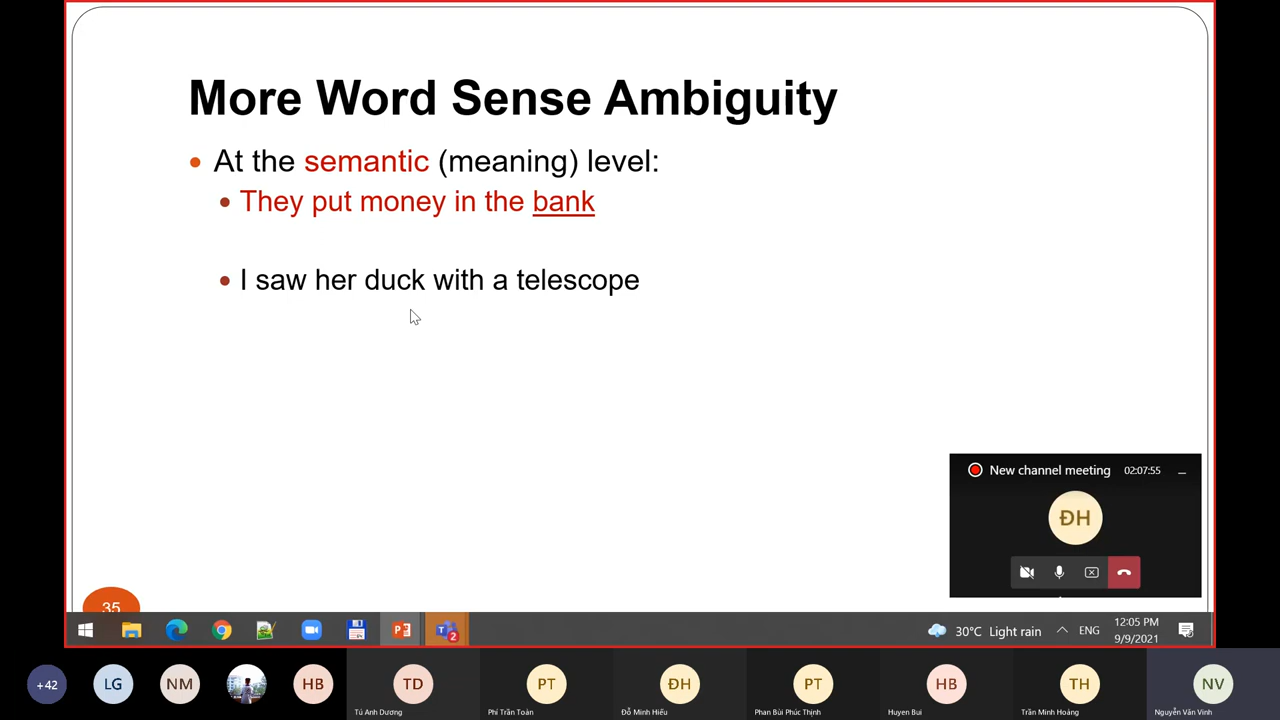 More Word Sense Ambiguity
At the semantic (meaning) level:
They put money in the bank
I saw her duck with a telescope
New channel meeting 02:07:55
ĐH
35
2
30°C Light rain
ENG
12:05 PM
9/9/2021
+42
LG
NM
HB
TD
PT
ĐH
PT
HB
TH
NV
Tú Anh Dương
Phí Trần Toàn
Đỗ Minh Hiếu
Phan Bùi Phúc Thịnh
Huyen Bui
Trần Minh Hoàng
Nguyễn Văn Vinh